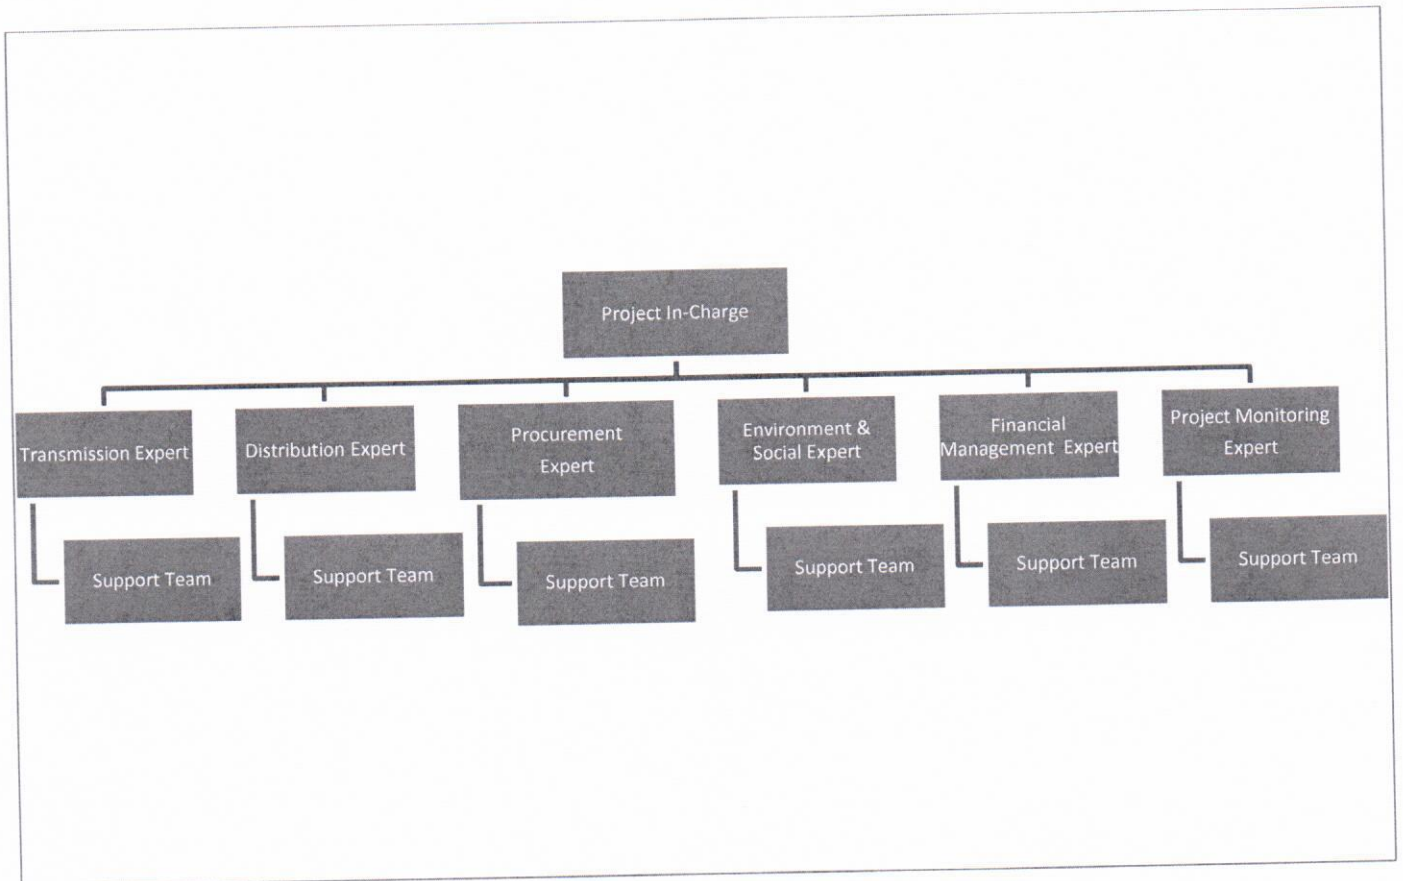 Project In-Charge
Transmission Expert
Distribution Expert
Procurement
Expert
Environment &
Social Expert
Financial
Management Expert
Project Monitoring
Expert
Support Team
Support Team
Support Team
Support Team
Support Team
Support Team